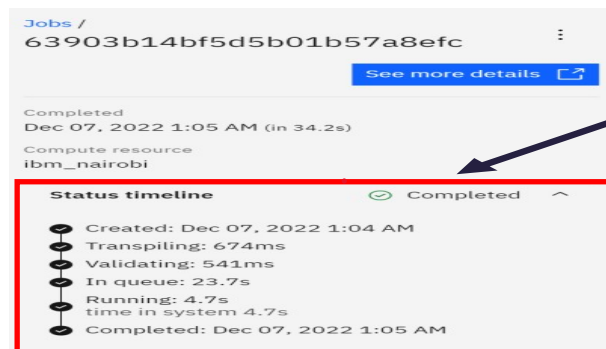 Jobs /
63903b14bf5d5b01b57a8efc
See more details
Completed
Dec 07, 2022 1:05 AM (in 34.2s)
Compute resource
ibm_nairobi
Status timeline Completed
Created: Dec 07, 2022 1:04 AM
Transpiling: 674ms
Validating: 541ms
In queue: 23.7s
Running: 4.7s
time in system 4.7s
Completed: Dec 07, 2022 1:05 AM